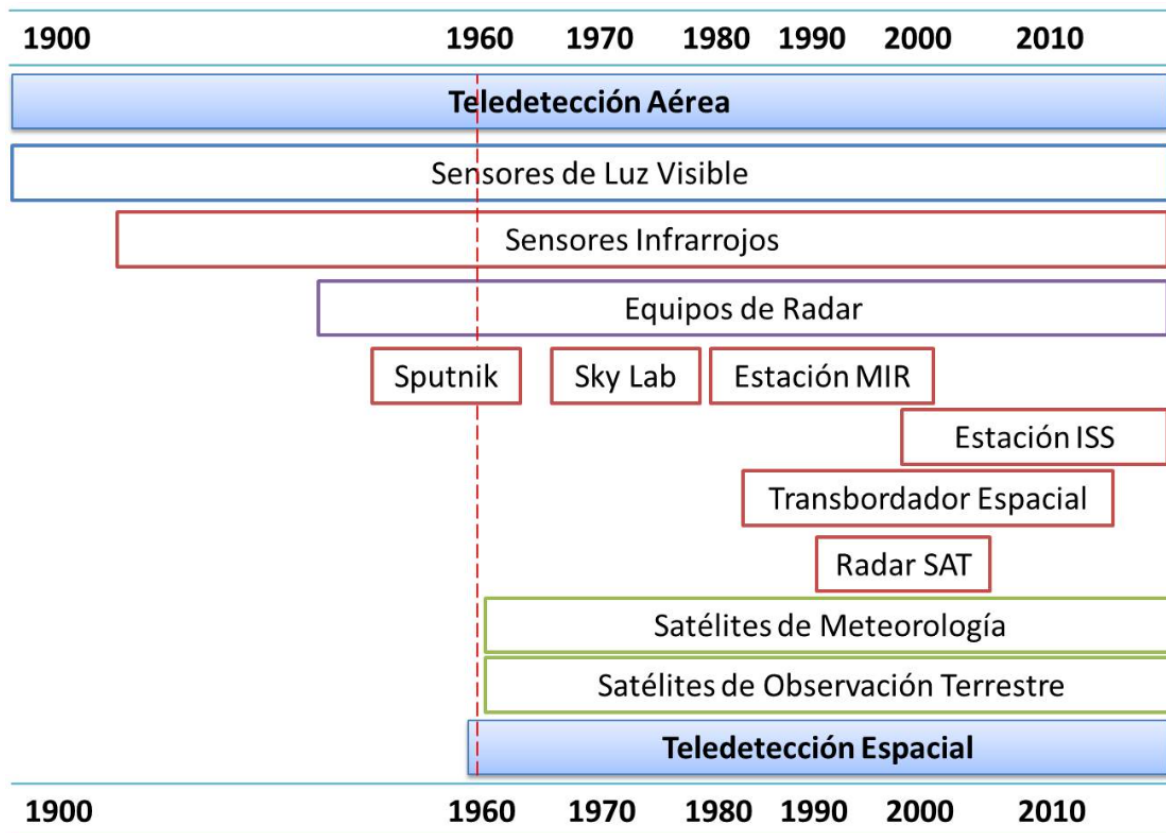 1900 1960 1970 1980 1990 2000 2010
Teledetección Aérea
Sensores de Luz Visible
Sensores Infrarrojos
Equipos de Radar
Sputnik Sky Lab Estación MIR
Estación ISS
Transbordador Espacial
Radar SAT
Satélites de Meteorología
Satélites de Observación Terrestre
Teledetección Espacial
1900 1960 1970 1980 1990 2000 2010